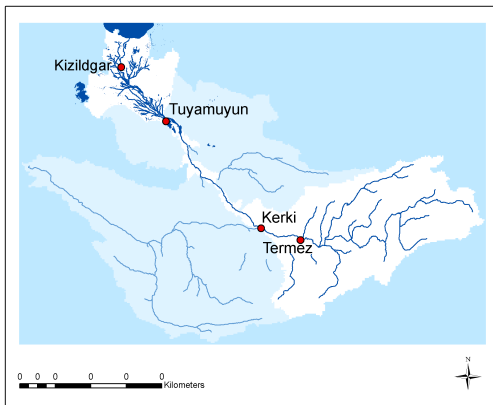 Kizildgar
Tuyamuyun
Kerki
Termez
N
0 0 0 0 0 0
Kilometers